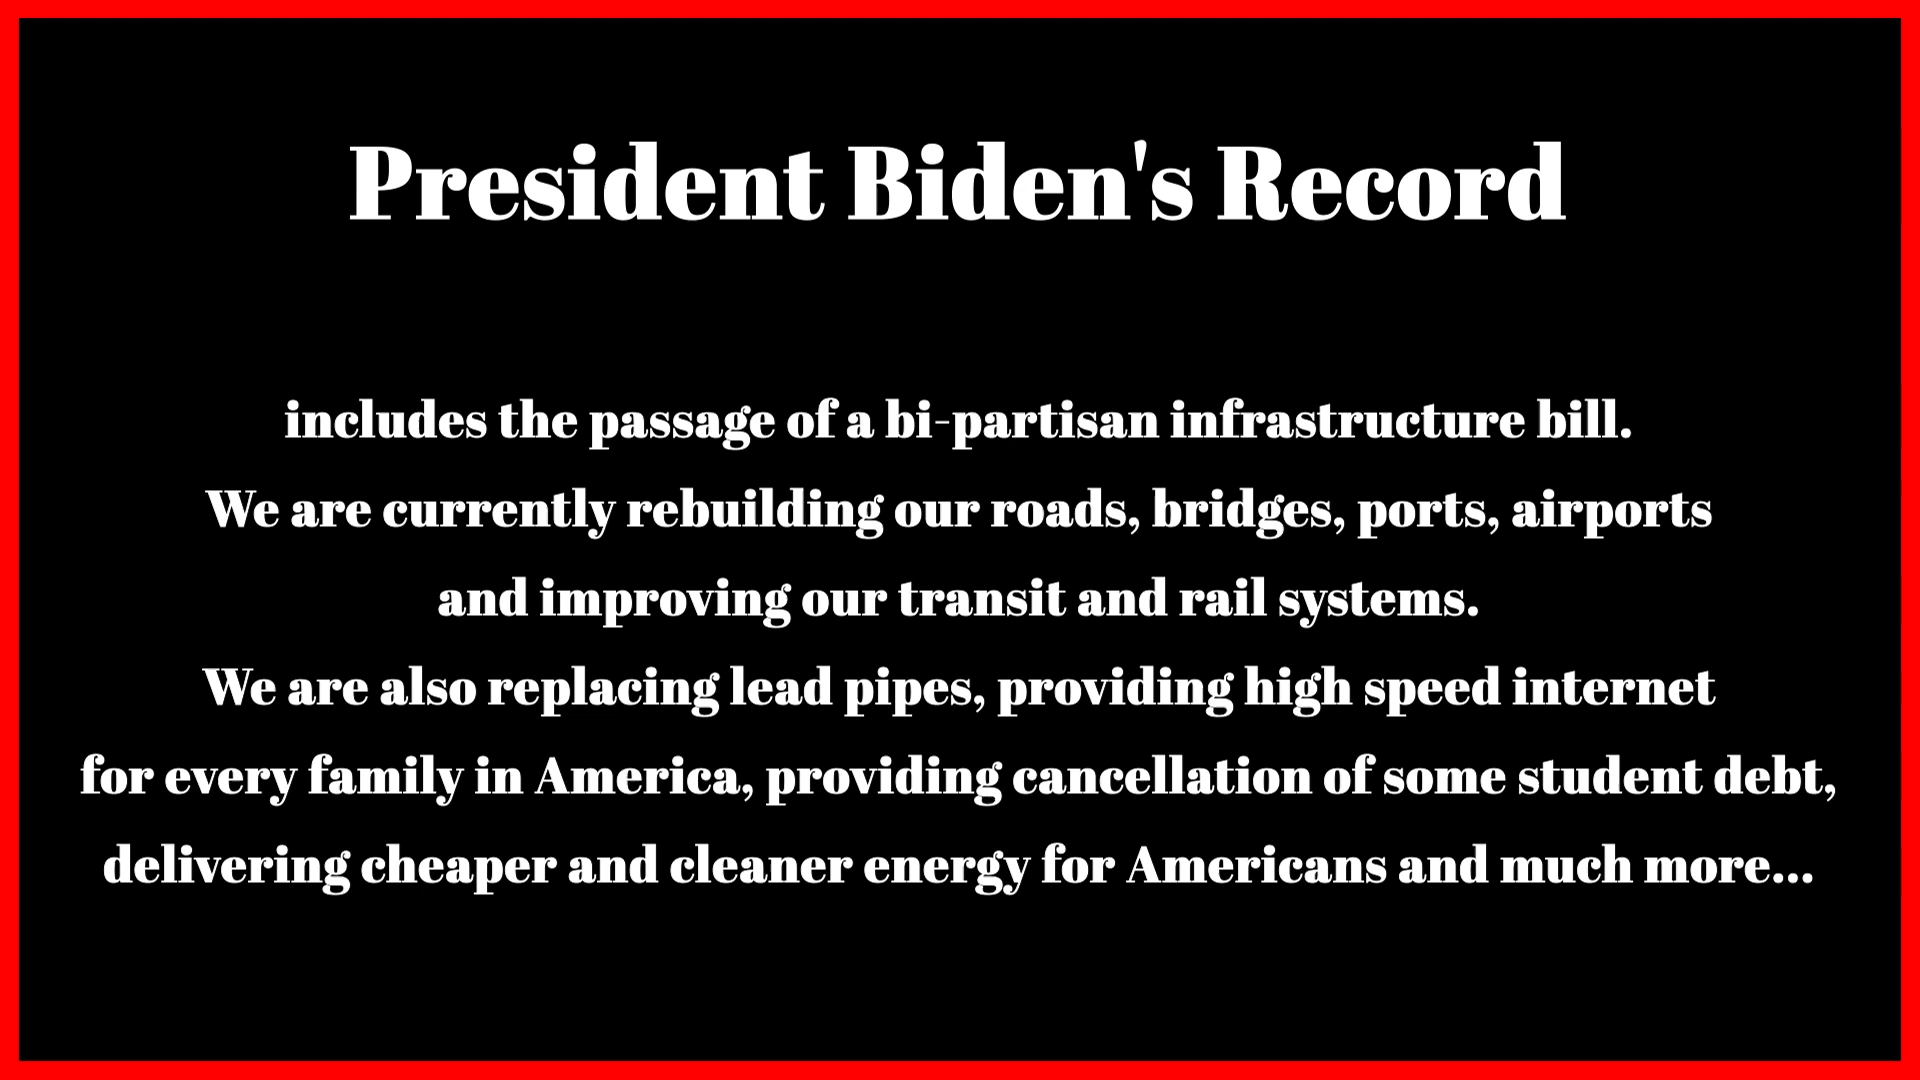 President Biden's Record
includes the passage of a bi-partisan infrastructure bill.
We are currently rebuilding our roads, bridges, ports, airports
and improving our transit and rail systems.
We are also replacing lead pipes, providing high speed internet
for every family in America, providing cancellation of some student debt,
delivering cheaper and cleaner energy for Americans and much more...